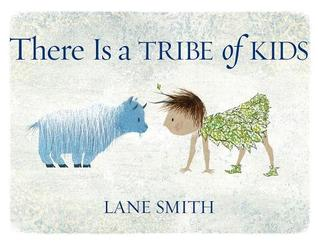 There Is a TRIBE of KIDS
LANE SMITH